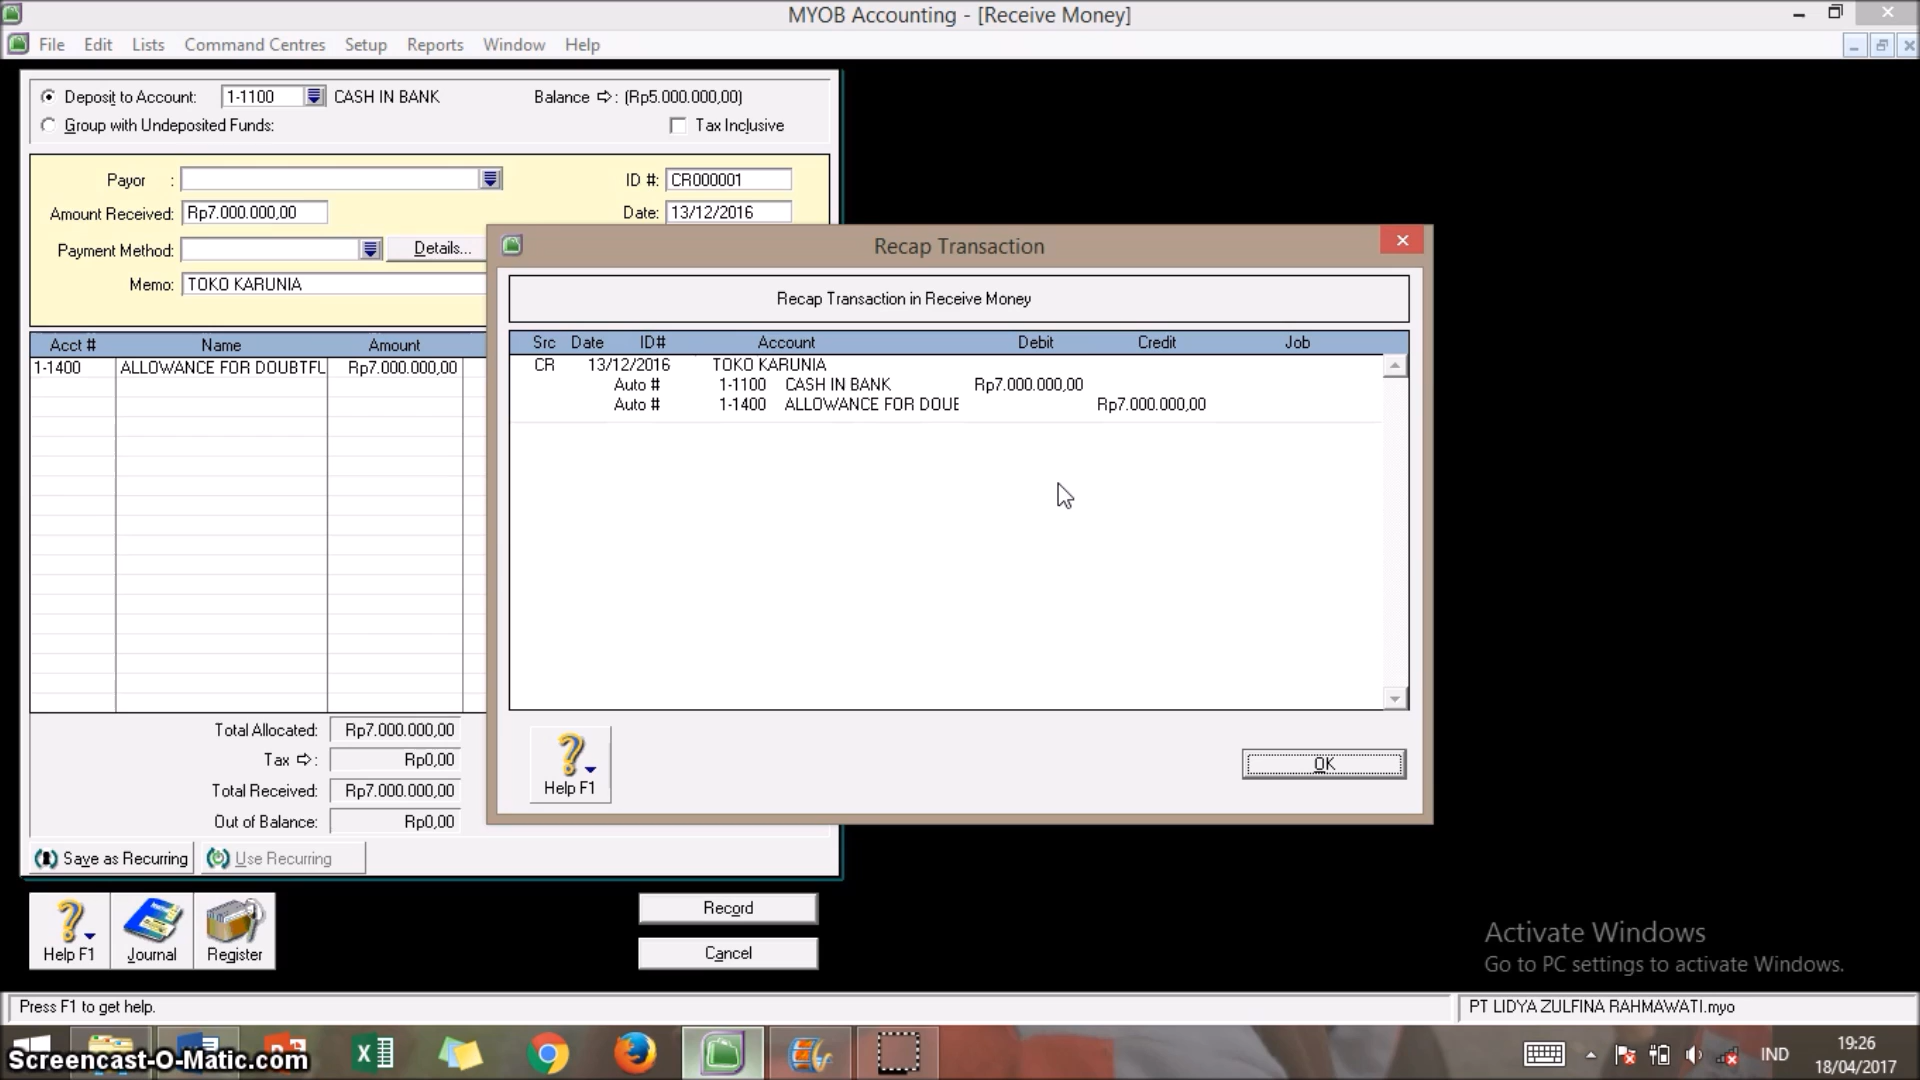 MYOB Accounting - [Receive Money]
File Edit Lists Command Centres Setup Reports Window Help
Deposit to Account: 1-1100 CASH IN BANK Balance ⇨: (Rp5.000.000,00)
Group with Undeposited Funds: Tax Inclusive
Payor : ID #: CR000001
Amount Received: Rp7.000.000,00 Date: 13/12/2016
Payment Method: Details...
Memo: TOKO KARUNIA
Acct # Name Amount
1-1400 ALLOWANCE FOR DOUBTFU Rp7.000.000,00
Total Allocated: Rp7.000.000,00
Tax ⇨: Rp0,00
Total Received: Rp7.000.000,00
Out of Balance: Rp0,00
Save as Recurring Use Recurring
Recap Transaction
Recap Transaction in Receive Money
Src Date ID# Account Debit Credit Job
CR 13/12/2016 TOKO KARUNIA
Auto # 1-1100 CASH IN BANK Rp7.000.000,00
Auto # 1-1400 ALLOWANCE FOR DOUE Rp7.000.000,00
Help F1
OK
Help F1 Journal Register
Record
Cancel
Activate Windows
Go to PC settings to activate Windows.
Press F1 to get help. PT LIDYA ZULFINA RAHMAWATI.myo
Screencast-O-Matic.com
IND
19:26
18/04/2017